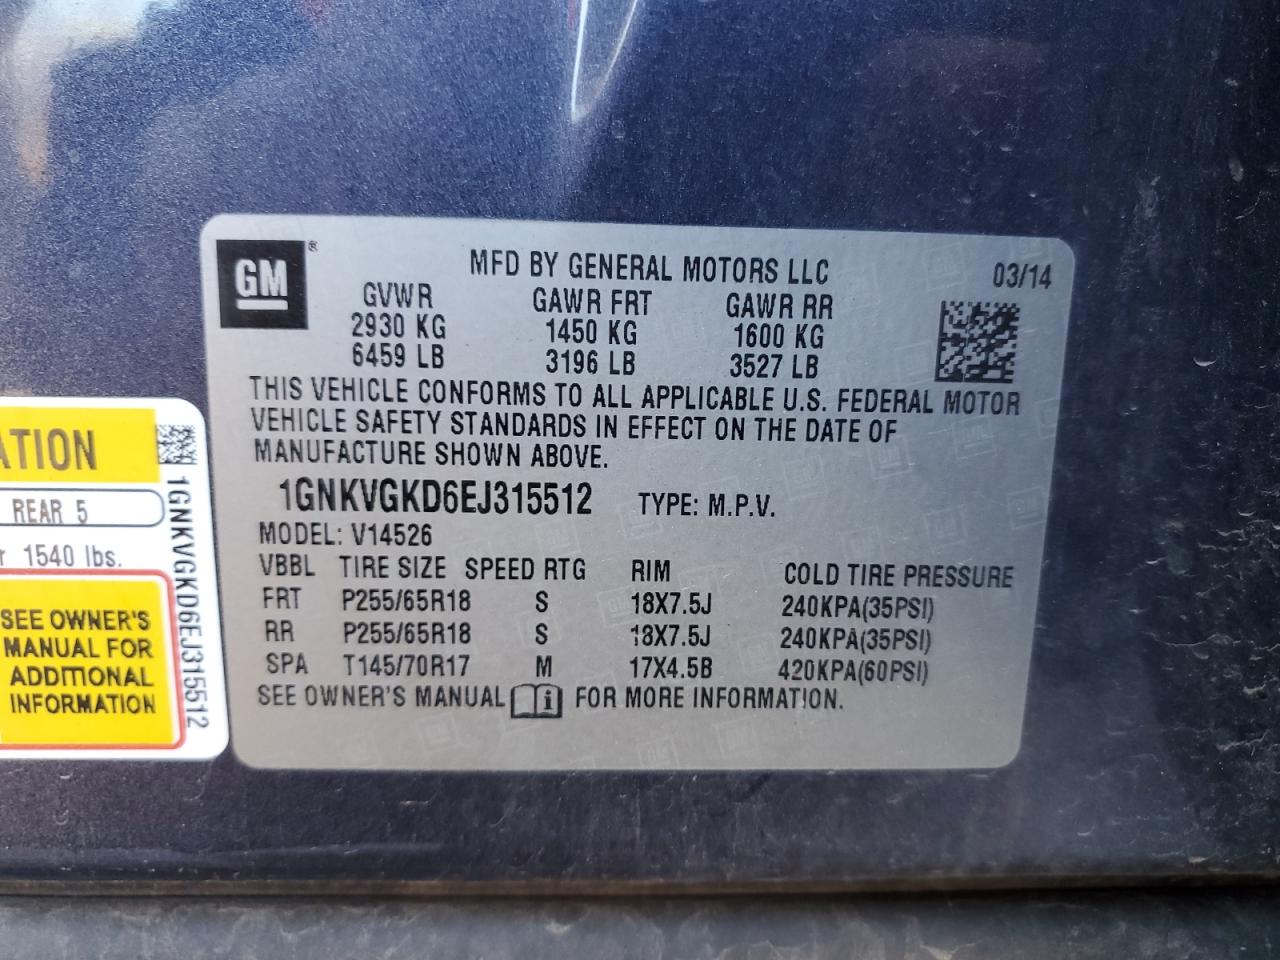 GM ®
MFD BY GENERAL MOTORS LLC 03/14
GVWR GAWR FRT GAWR RR
2930 KG 1450 KG 1600 KG
6459 LB 3196 LB 3527 LB
THIS VEHICLE CONFORMS TO ALL APPLICABLE U.S. FEDERAL MOTOR
VEHICLE SAFETY STANDARDS IN EFFECT ON THE DATE OF
MANUFACTURE SHOWN ABOVE.
1GNKVGKD6EJ315512 TYPE: M.P.V.
MODEL: V14526
VBBL TIRE SIZE SPEED RTG RIM COLD TIRE PRESSURE
FRT P255/65R18 S 18X7.5J 240KPA(35PSI)
RR P255/65R18 S 18X7.5J 240KPA(35PSI)
SPA T145/70R17 M 17X4.5B 420KPA(60PSI)
SEE OWNER'S MANUAL FOR MORE INFORMATION.
ATION
REAR 5
r 1540 lbs.
SEE OWNER'S
MANUAL FOR
ADDITIONAL
INFORMATION
1GNKVGKD6EJ315512